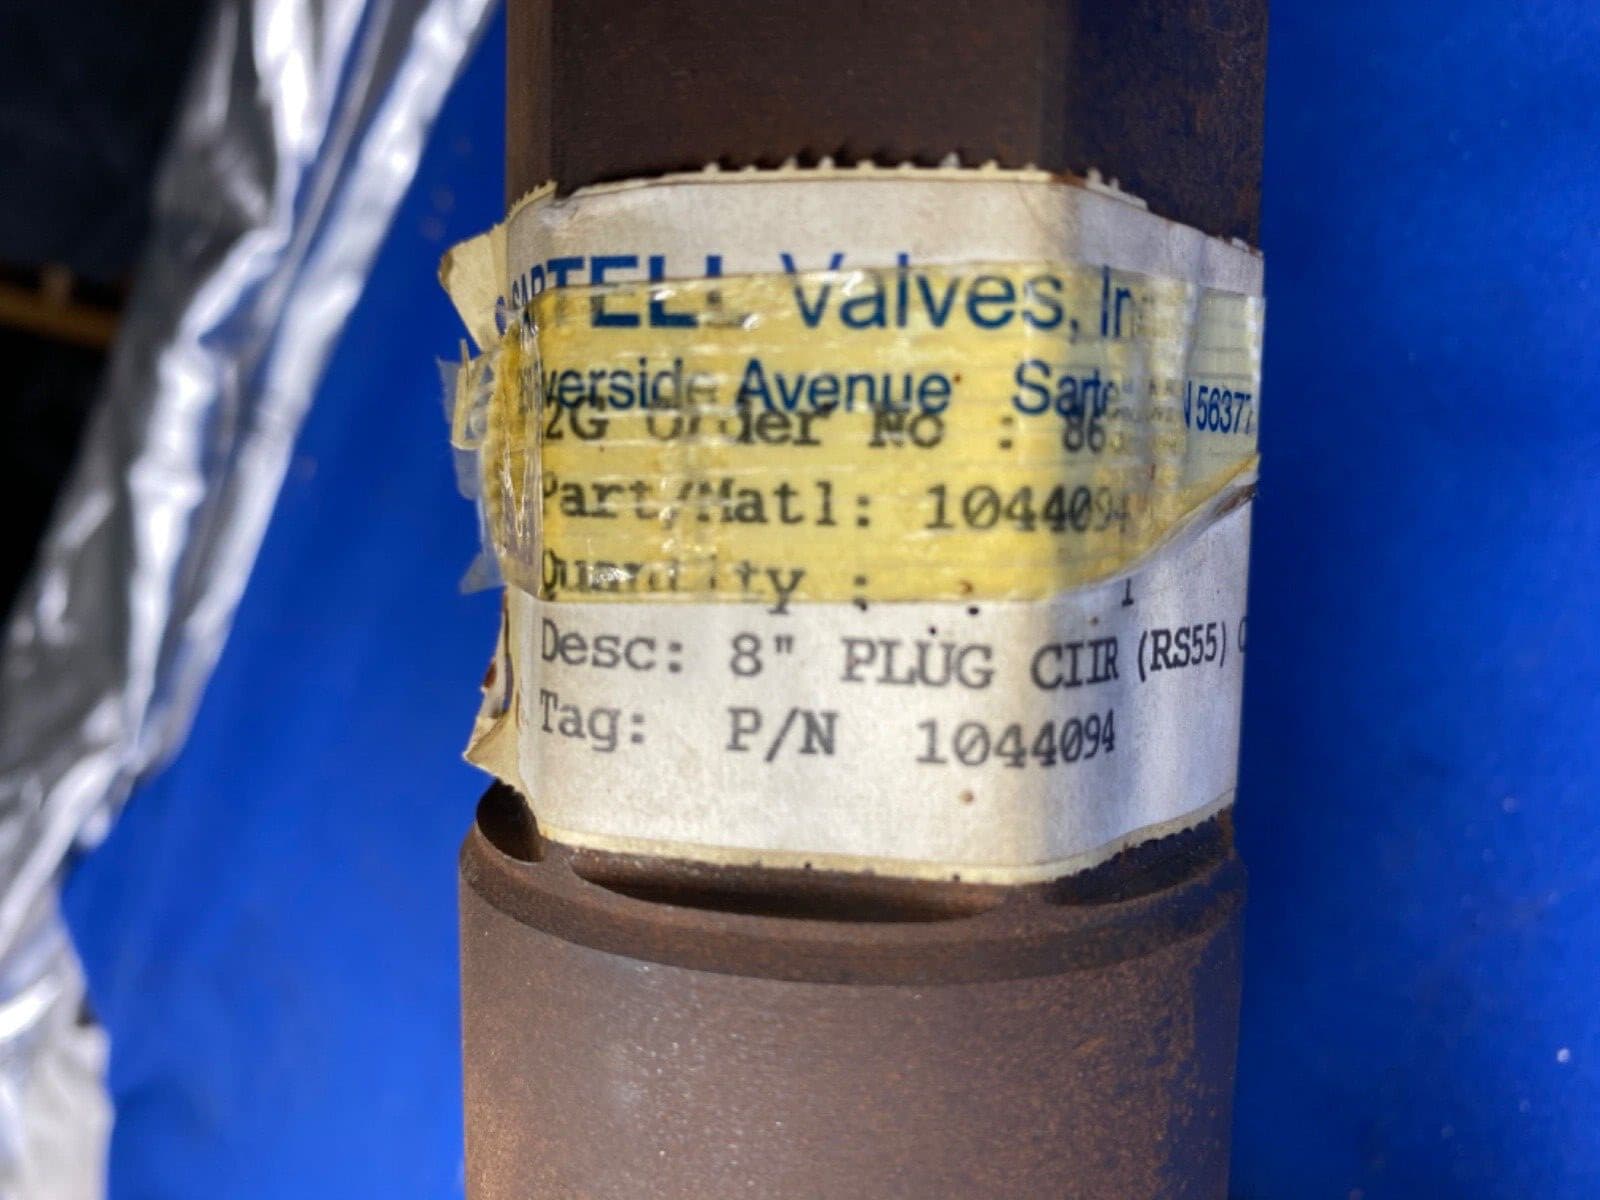 SARTELL Valves, In
verside Avenue Sarte N 56377
2G Order No : 86
Part/Matl: 1044094
Quantity : 1
Desc: 8" PLUG CIIR (RS55)
Tag: P/N 1044094